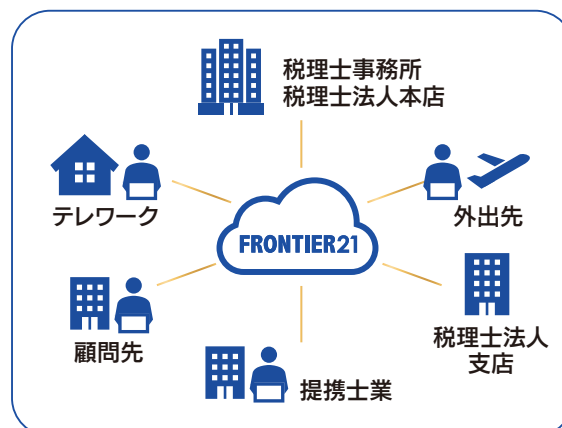 税理士事務所
税理士法人本店
テレワーク
外出先
FRONTIER21
顧問先
税理士法人
支店
提携士業